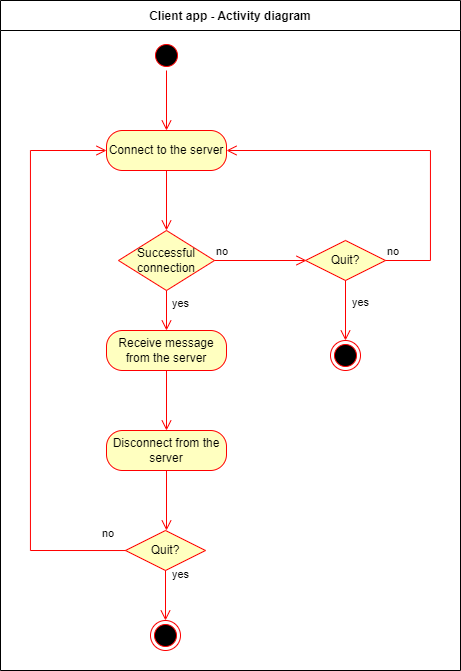 Client app - Activity diagram
Connect to the server
Successful
connection
no
Quit?
no
yes
yes
Receive message
from the server
Disconnect from the
server
no
Quit?
yes